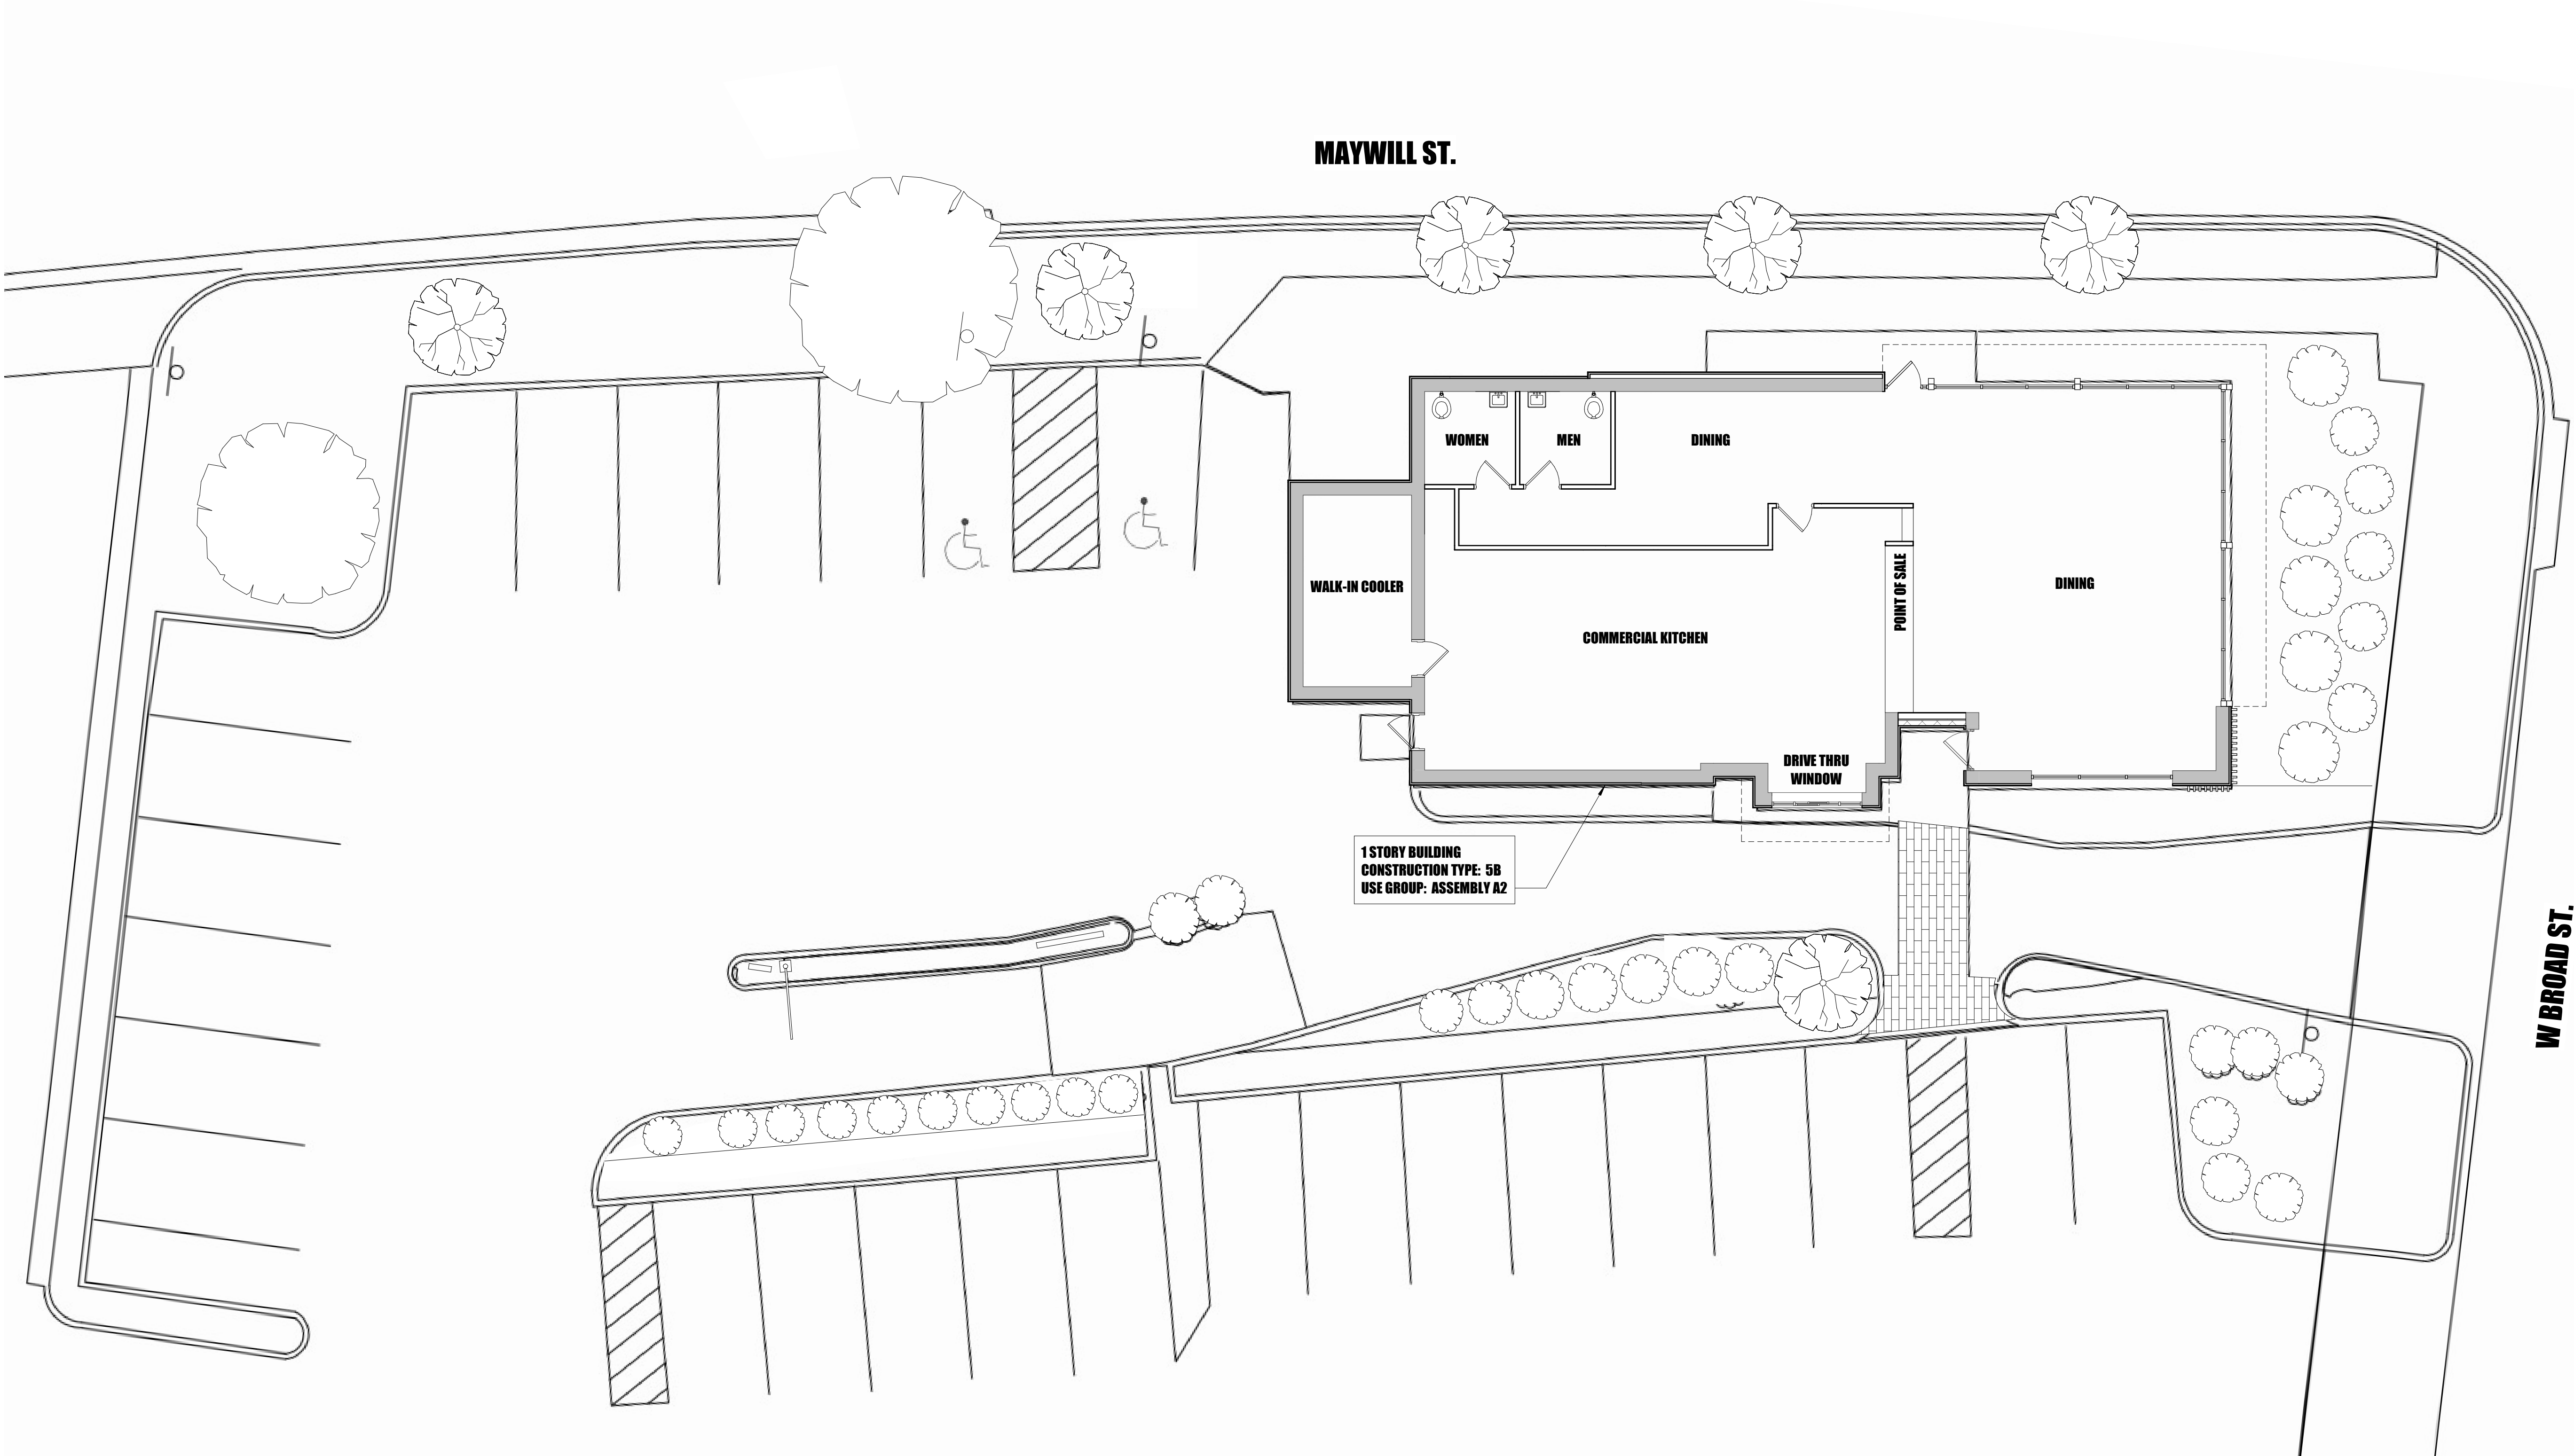 MAYWILL ST.
WOMEN
MEN
DINING
WALK-IN COOLER
COMMERCIAL KITCHEN
POINT OF SALE
DINING
DRIVE THRU
WINDOW
1 STORY BUILDING
CONSTRUCTION TYPE: 5B
USE GROUP: ASSEMBLY A2
W BROAD ST.